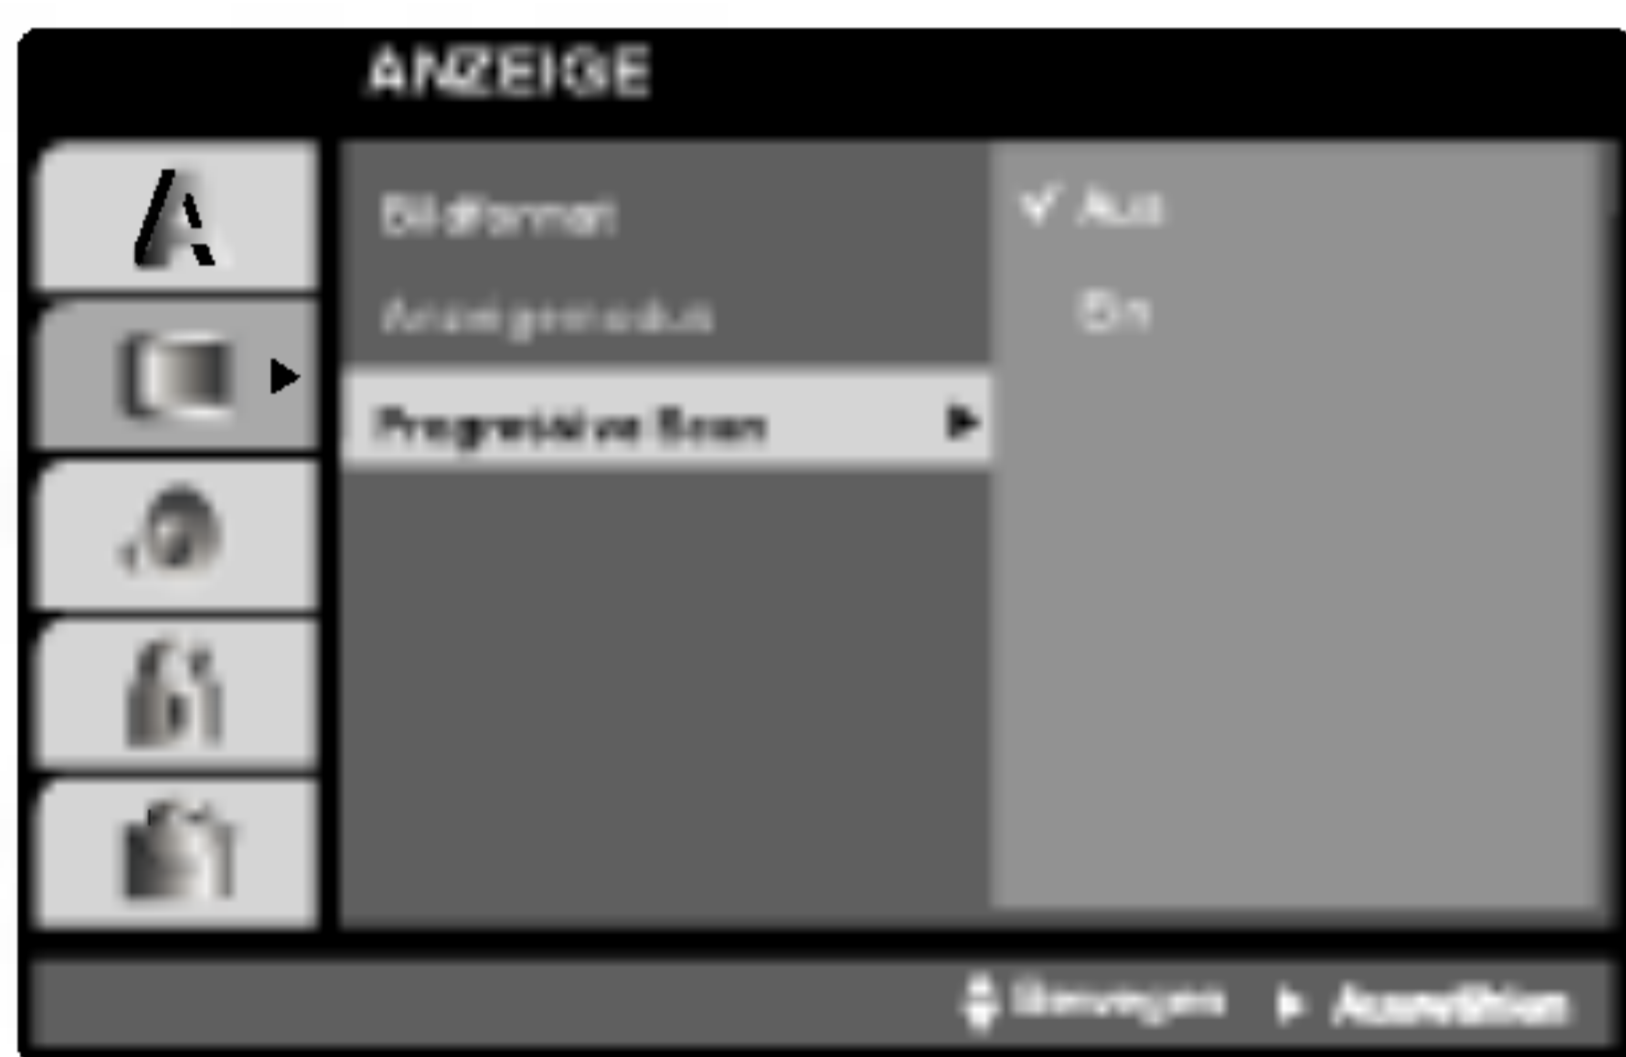 ANZEIGE
Bildformat
✓ Aus
Anzeigemodus
Ein
Progressive Scan
Bewegen
Auswählen